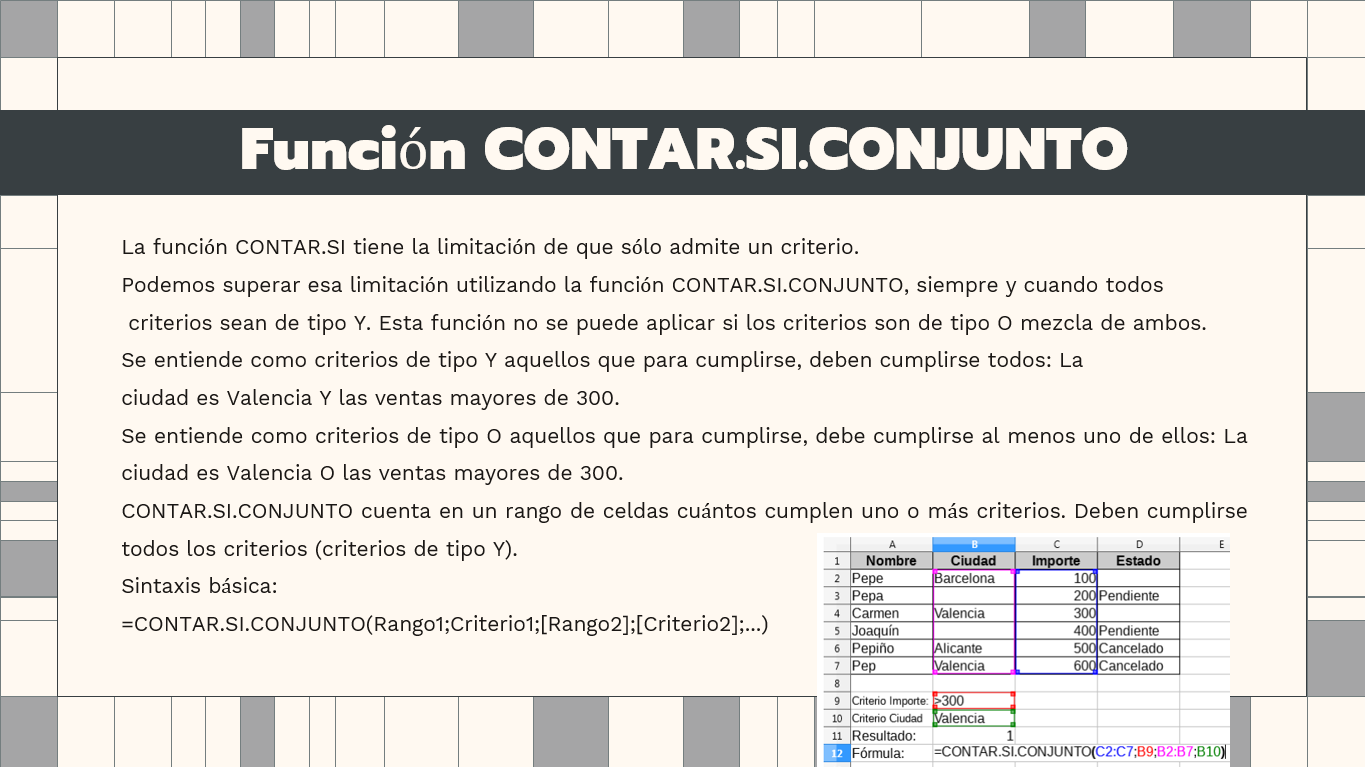 Función CONTAR.SI.CONJUNTO
La función CONTAR.SI tiene la limitación de que sólo admite un criterio.
Podemos superar esa limitación utilizando la función CONTAR.SI.CONJUNTO, siempre y cuando todos
criterios sean de tipo Y. Esta función no se puede aplicar si los criterios son de tipo O mezcla de ambos.
Se entiende como criterios de tipo Y aquellos que para cumplirse, deben cumplirse todos: La
ciudad es Valencia Y las ventas mayores de 300.
Se entiende como criterios de tipo O aquellos que para cumplirse, debe cumplirse al menos uno de ellos: La
ciudad es Valencia O las ventas mayores de 300.
CONTAR.SI.CONJUNTO cuenta en un rango de celdas cuántos cumplen uno o más criterios. Deben cumplirse
todos los criterios (criterios de tipo Y).
Sintaxis básica:
=CONTAR.SI.CONJUNTO(Rango1;Criterio1;[Rango2];[Criterio2];...)
A B C D E
1 Nombre Ciudad Importe Estado
2 Pepe Barcelona 100
3 Pepa 200 Pendiente
4 Carmen Valencia 300
5 Joaquín 400 Pendiente
6 Pepiño Alicante 500 Cancelado
7 Pep Valencia 600 Cancelado
8
9 Criterio Importe: >300
10 Criterio Ciudad Valencia
11 Resultado: 1
12 Fórmula: =CONTAR.SI.CONJUNTO(C2:C7;B9;B2:B7;B10)